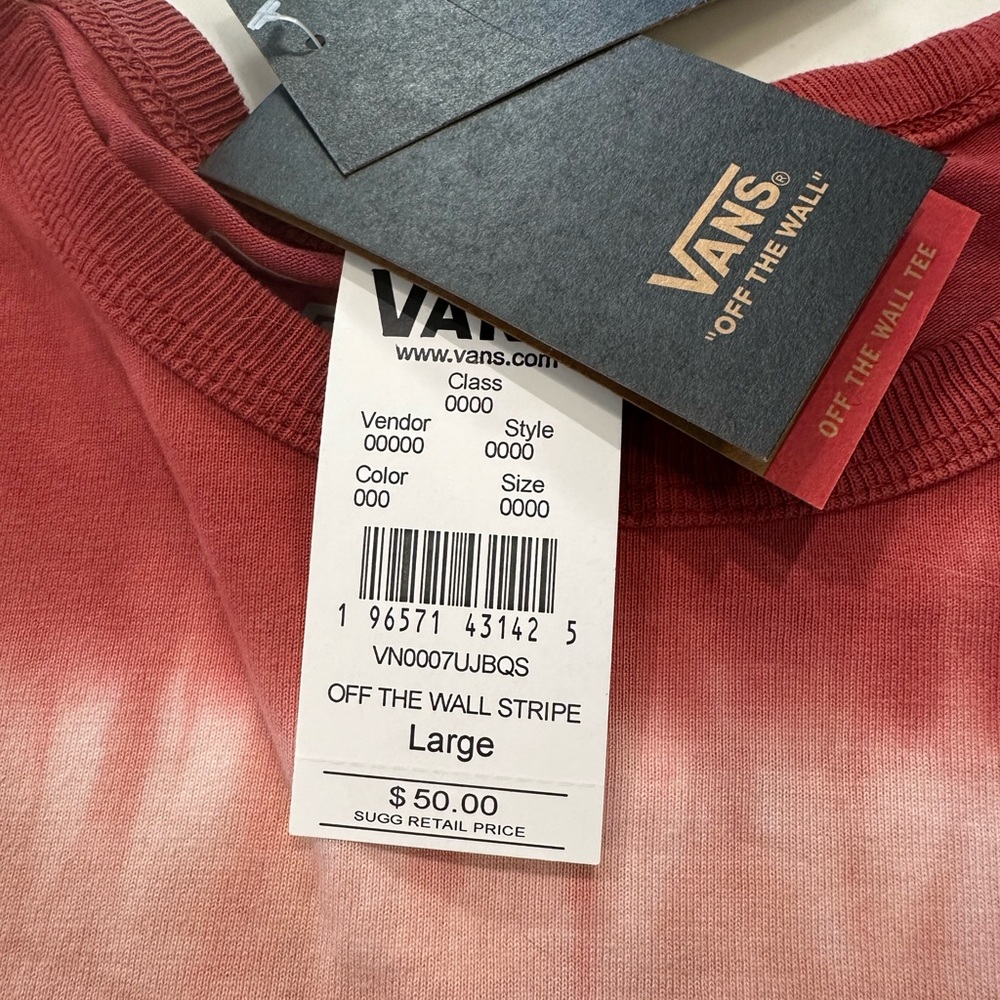 VANS®
"OFF THE WALL"
OFF THE WALL TEE
VANS
www.vans.com
Class
0000
Vendor Style
00000 0000
Color Size
000 0000
1 96571 43142 5
VN0007UJBQS
OFF THE WALL STRIPE
Large
$ 50.00
SUGG RETAIL PRICE